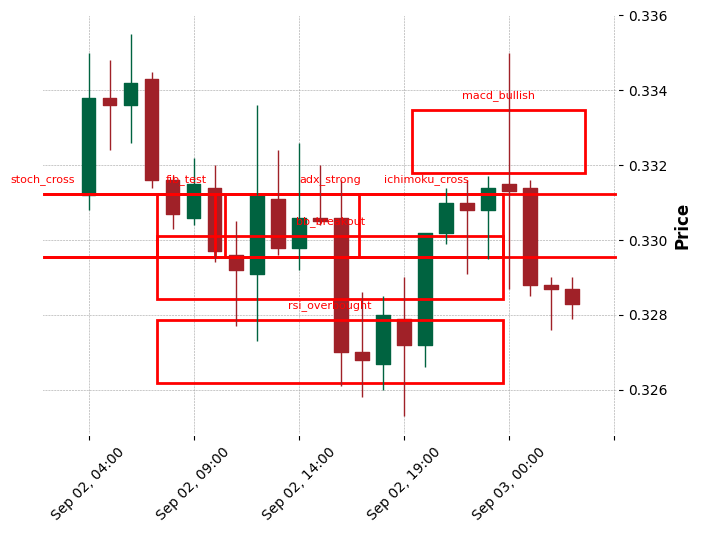 0.336
0.334
macd_bullish
0.332
stoch_cross
fib_test
adx_strong
ichimoku_cross
bb_breakout
0.330
Price
0.328
rsi_overbought
0.326
Sep 02, 04:00
Sep 02, 09:00
Sep 02, 14:00
Sep 02, 19:00
Sep 03, 00:00